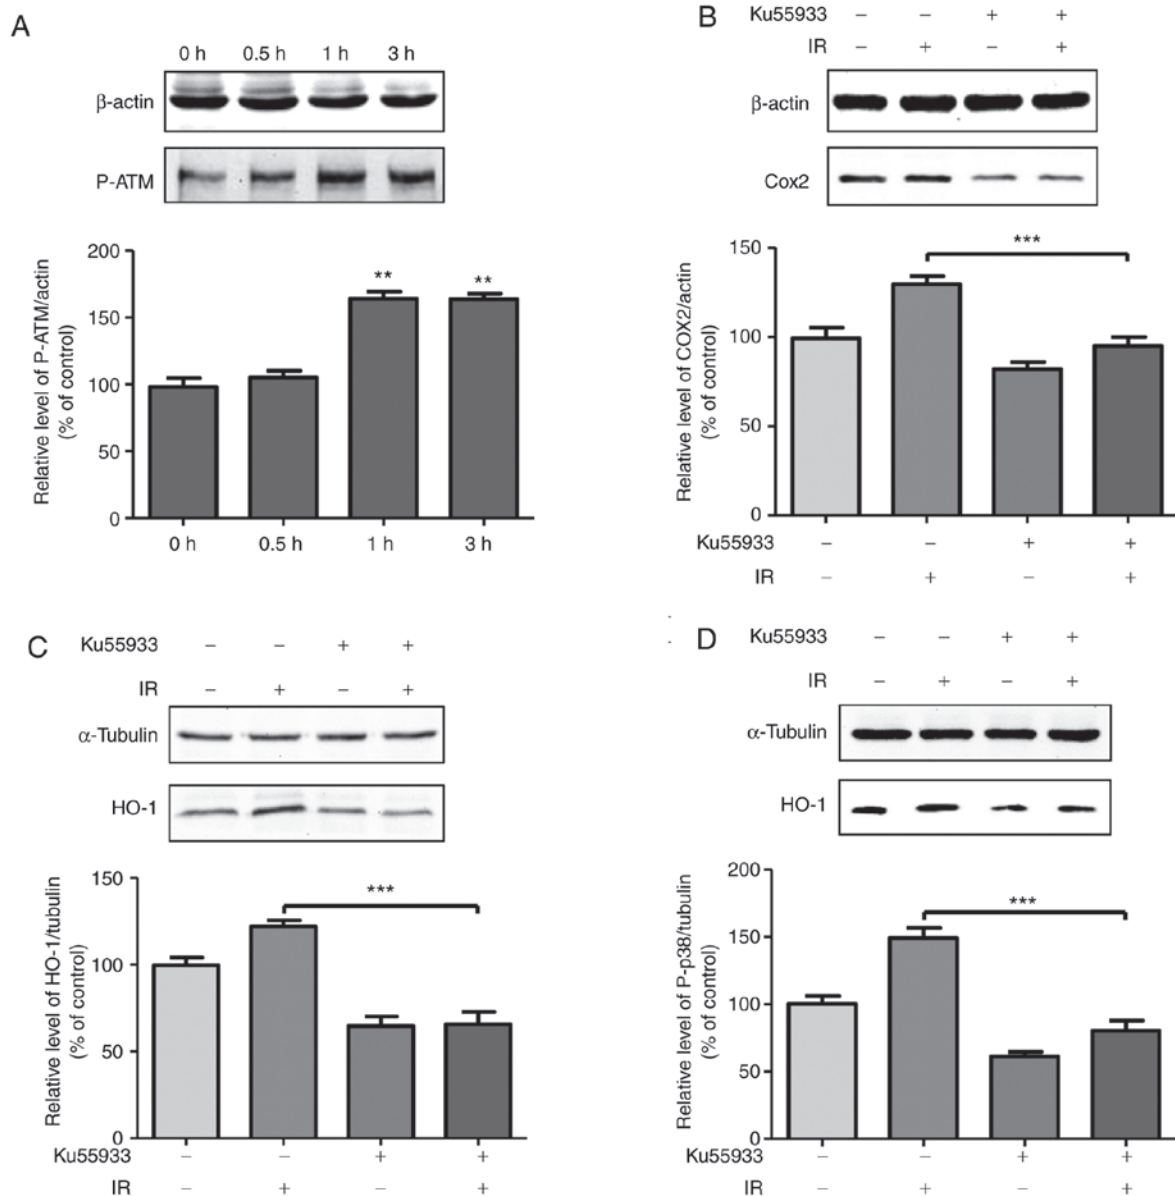 A
0 h 0.5 h 1 h 3 h
β-actin
P-ATM
Relative level of P-ATM/actin
(% of control)
200
150
100
50
0
** **
0 h 0.5 h 1 h 3 h
B
Ku55933 – – + +
IR – + – +
β-actin
Cox2
Relative level of COX2/actin
(% of control)
150
100
50
0
***
Ku55933 – – + +
IR – + – +
C
Ku55933 – – + +
IR – + – +
α-Tubulin
HO-1
Relative level of HO-1/tubulin
(% of control)
150
100
50
0
***
Ku55933 – – + +
IR – + – +
D
Ku55933 – – + +
IR – + – +
α-Tubulin
HO-1
Relative level of P-p38/tubulin
(% of control)
200
150
100
50
0
***
Ku55933 – – + +
IR – + – +